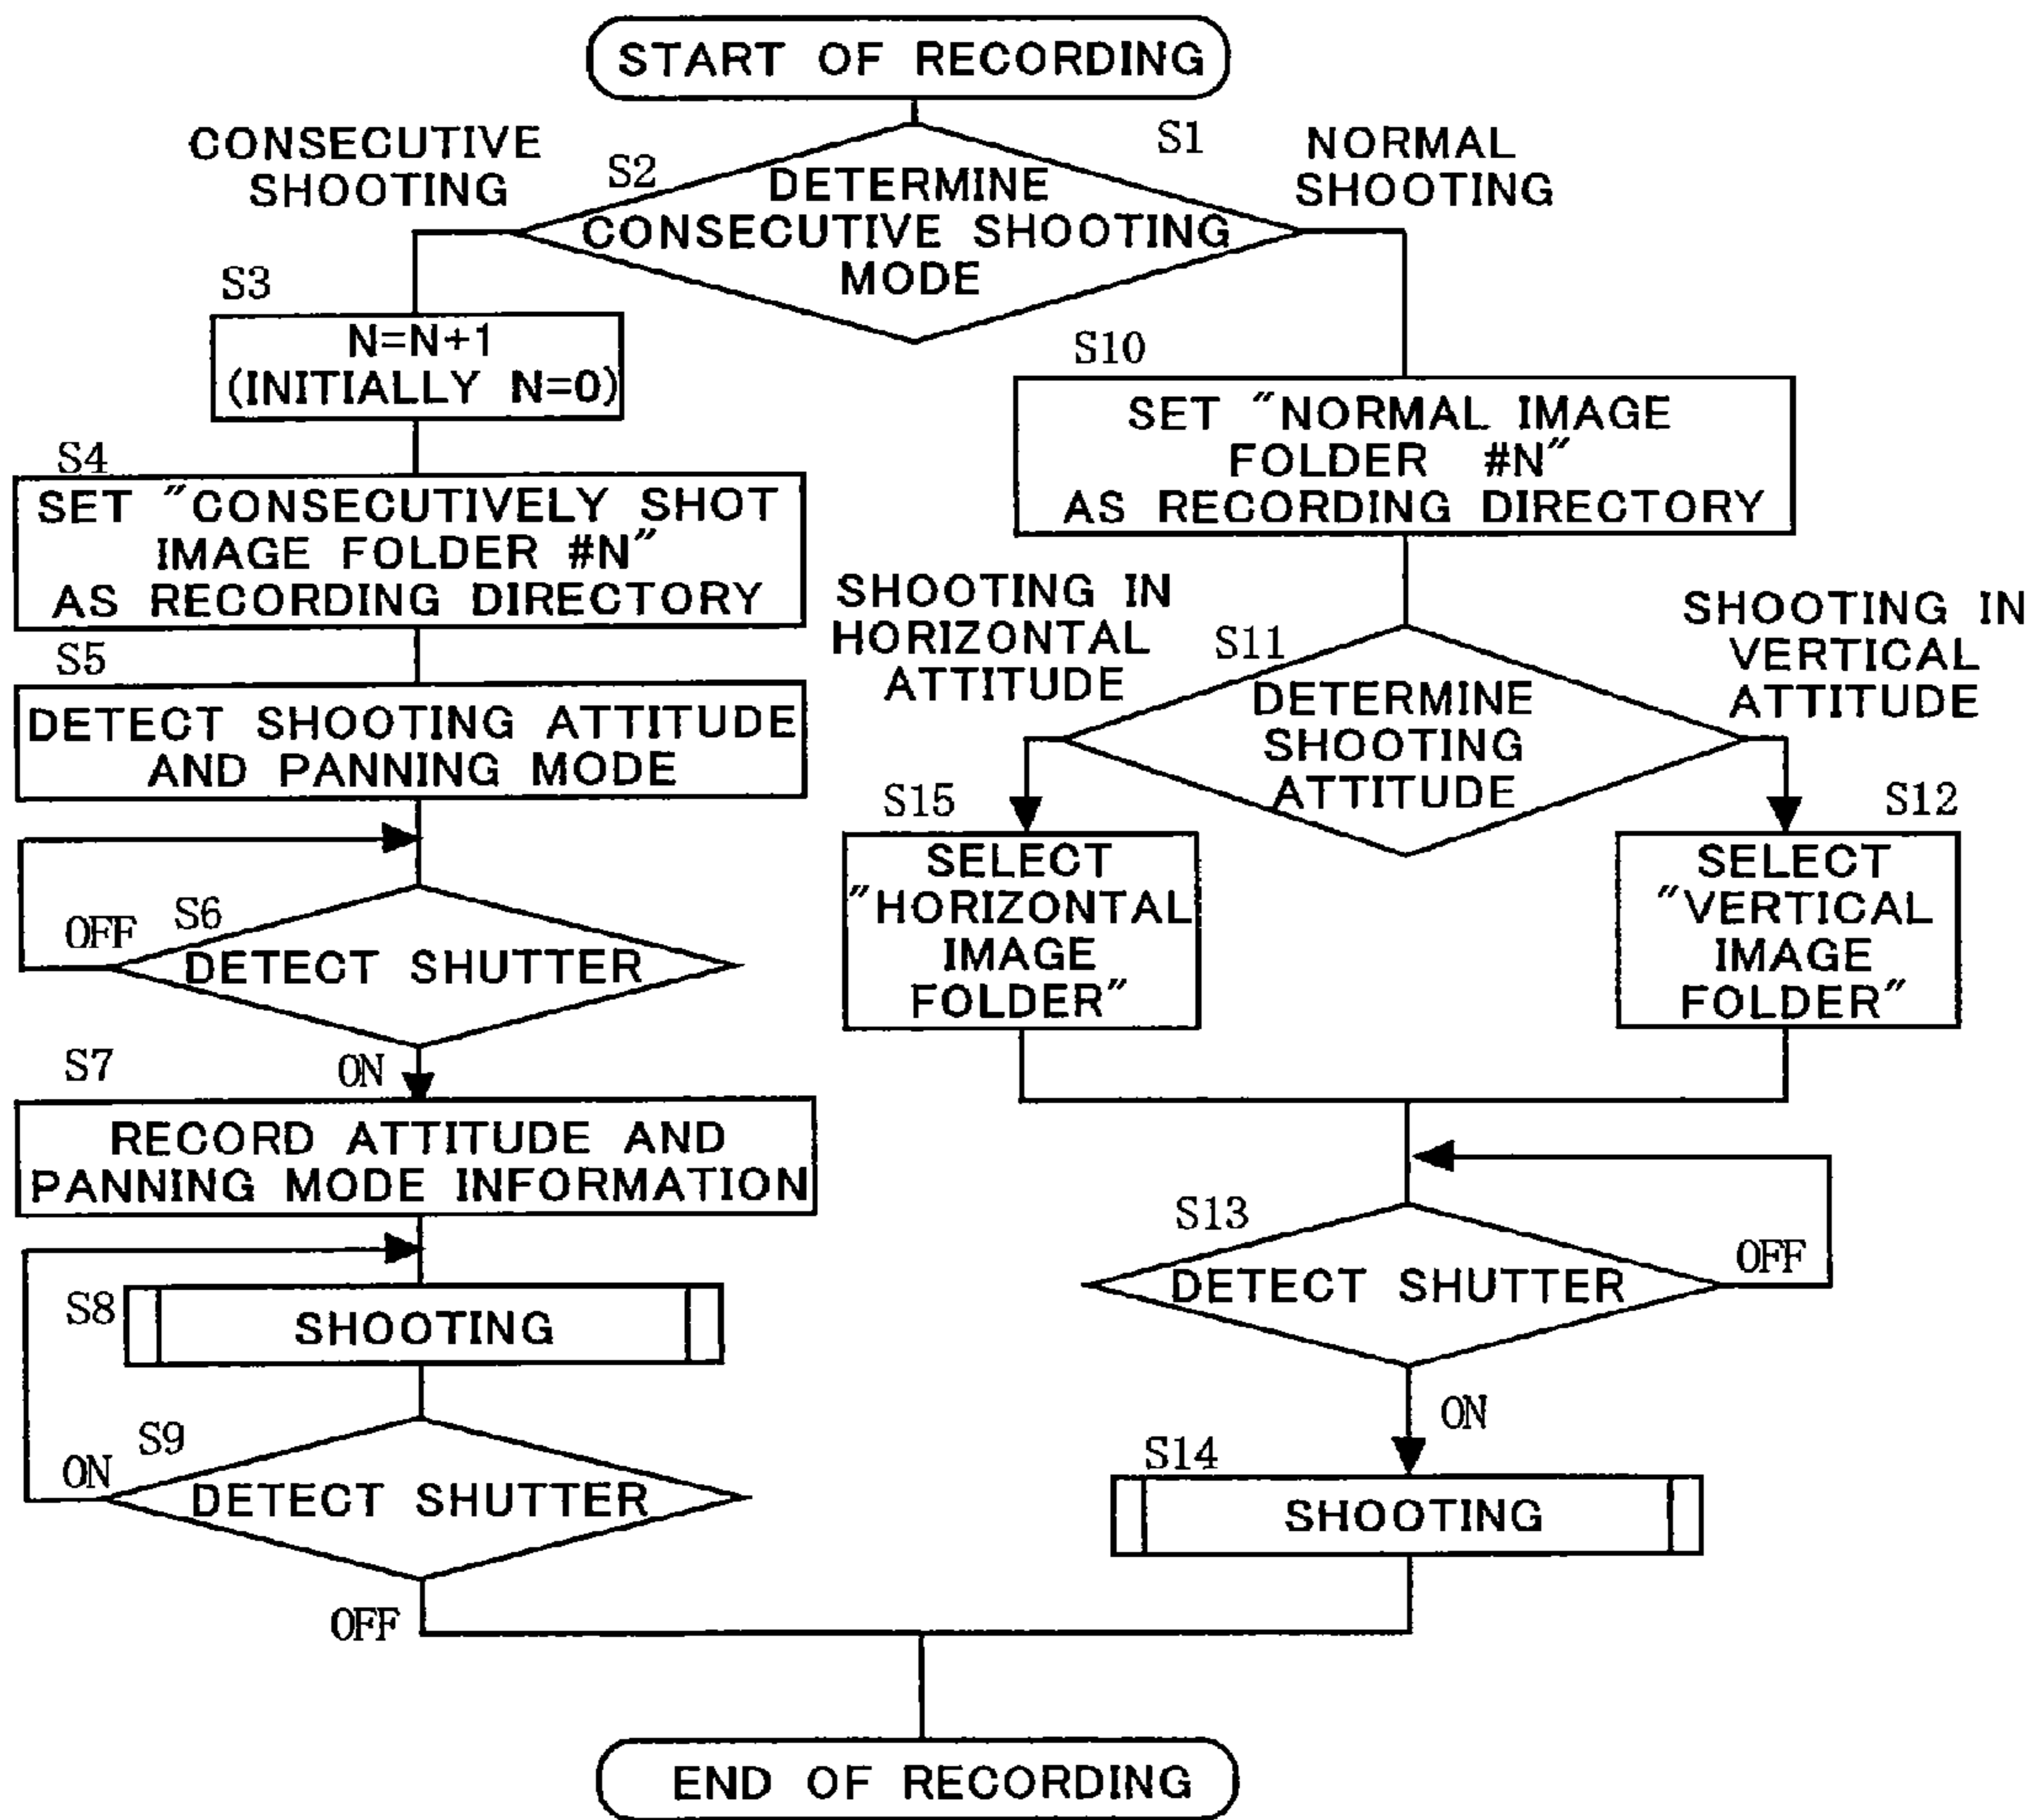 START OF RECORDING
S1
CONSECUTIVE
SHOOTING
NORMAL
SHOOTING
S2
DETERMINE
CONSECUTIVE SHOOTING
MODE
S3
N=N+1
(INITIALLY N=0)
S4
SET "CONSECUTIVELY SHOT
IMAGE FOLDER #N"
AS RECORDING DIRECTORY
S5
DETECT SHOOTING ATTITUDE
AND PANNING MODE
S6
OFF
DETECT SHUTTER
ON
S7
RECORD ATTITUDE AND
PANNING MODE INFORMATION
S8
SHOOTING
S9
ON
DETECT SHUTTER
OFF
S10
SET "NORMAL IMAGE
FOLDER #N"
AS RECORDING DIRECTORY
SHOOTING IN
HORIZONTAL
ATTITUDE
S11
SHOOTING IN
VERTICAL
ATTITUDE
DETERMINE
SHOOTING
ATTITUDE
S15
SELECT
"HORIZONTAL
IMAGE
FOLDER"
S12
SELECT
"VERTICAL
IMAGE
FOLDER"
S13
DETECT SHUTTER
OFF
ON
S14
SHOOTING
END OF RECORDING